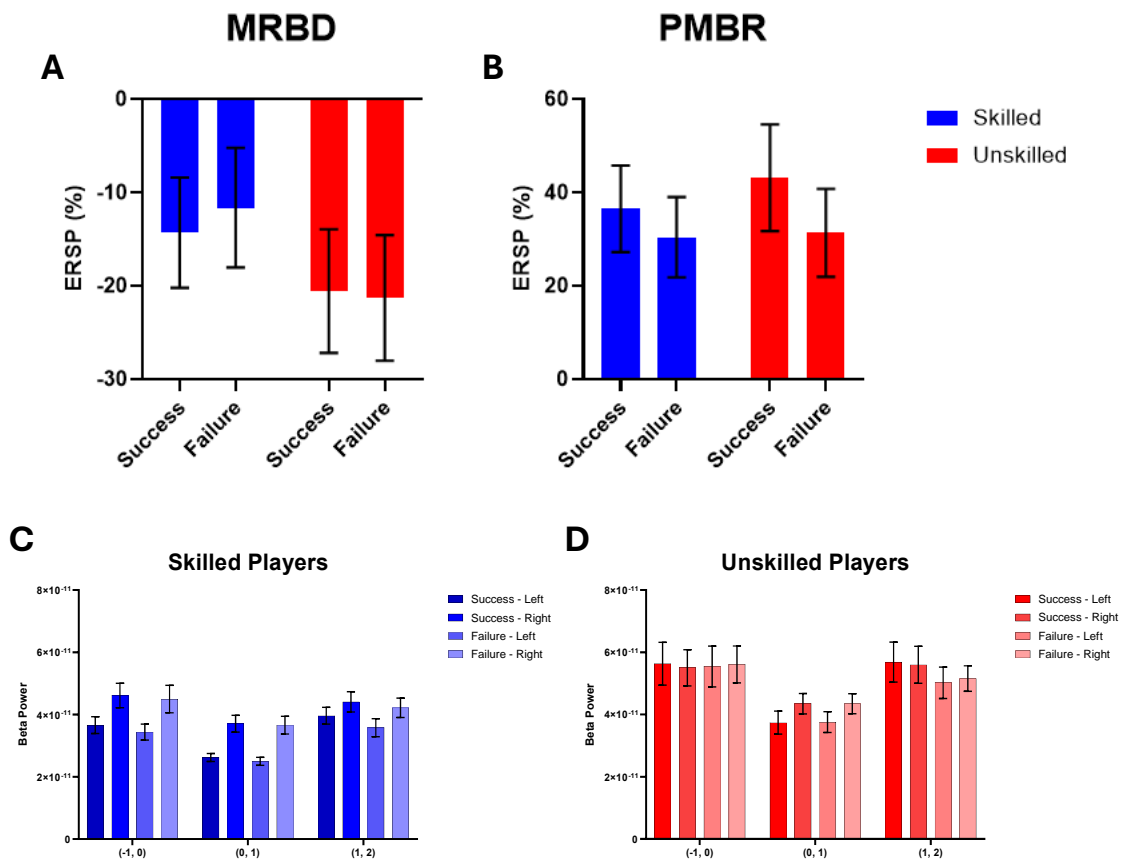 MRBD
PMBR
A
B
0
-10
-20
-30
ERSP (%)
Success
Failure
Success
Failure
60
40
20
0
ERSP (%)
Success
Failure
Success
Failure
Skilled
Unskilled
C
D
Skilled Players
8×10⁻¹¹
6×10⁻¹¹
4×10⁻¹¹
2×10⁻¹¹
0
Beta Power
(-1, 0)
(0, 1)
(1, 2)
Success - Left
Success - Right
Failure - Left
Failure - Right
Unskilled Players
8×10⁻¹¹
6×10⁻¹¹
4×10⁻¹¹
2×10⁻¹¹
0
Beta Power
(-1, 0)
(0, 1)
(1, 2)
Success - Left
Success - Right
Failure - Left
Failure - Right